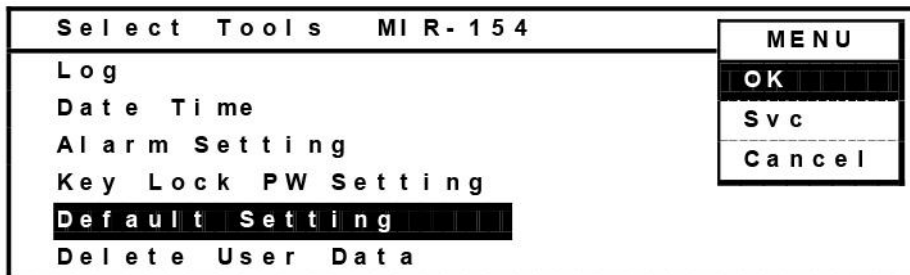 Select Tools MIR-154
MENU
Log
OK
Date Time
Svc
Alarm Setting
Cancel
Key Lock PW Setting
Default Setting
Delete User Data